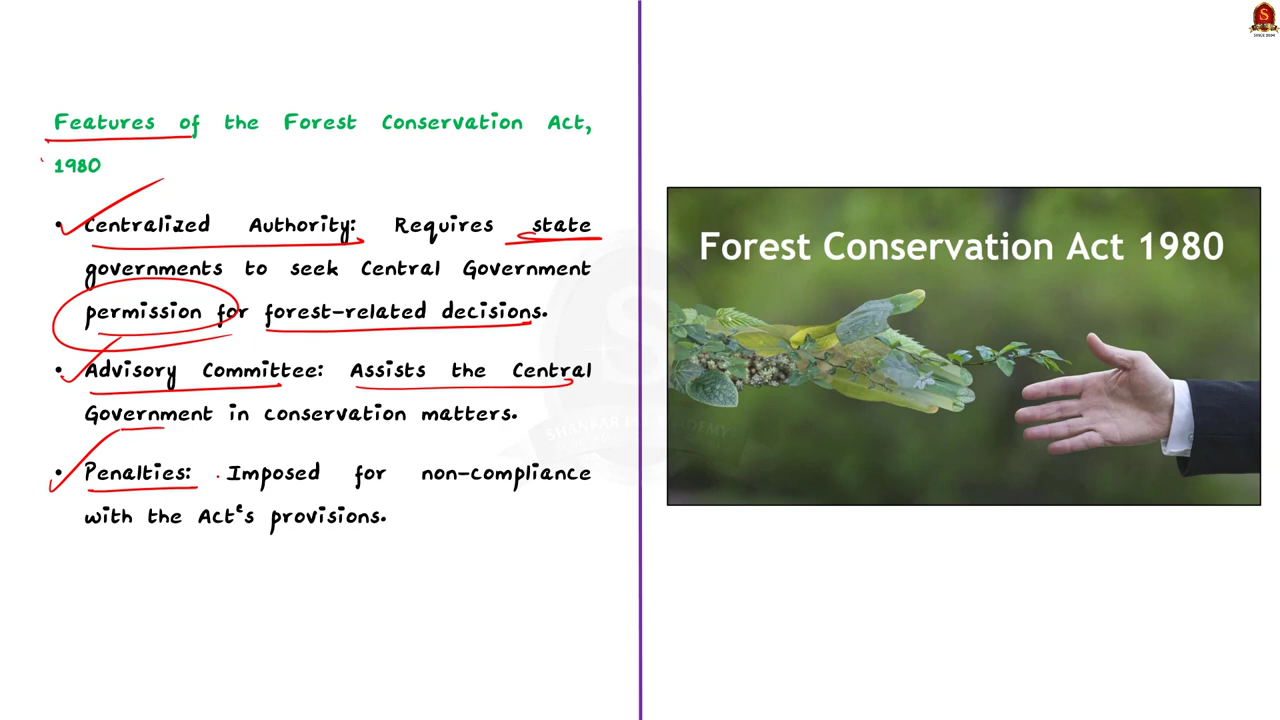 Features of the Forest Conservation Act,
1980
• Centralized Authority: Requires state
governments to seek Central Government
permission for forest-related decisions.
• Advisory Committee: Assists the Central
Government in conservation matters.
• Penalties: Imposed for non-compliance
with the Act's provisions.
Forest Conservation Act 1980
S